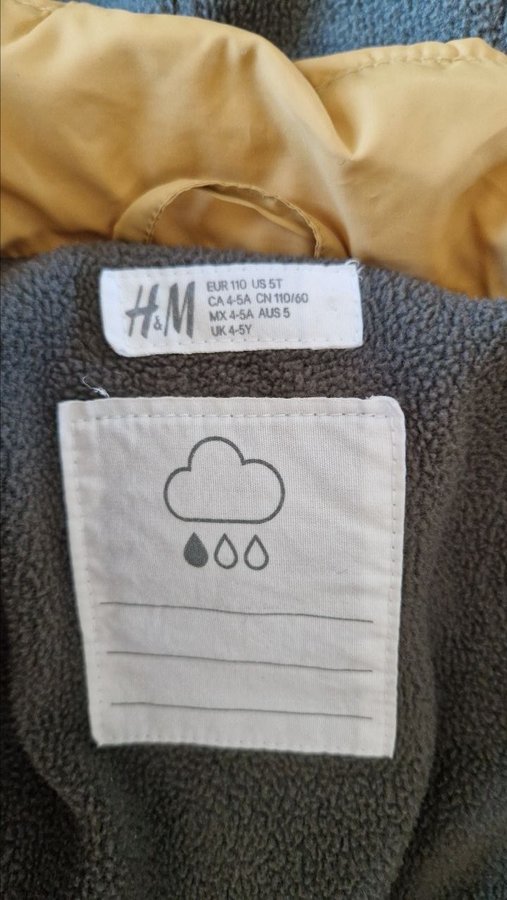 H&M
EUR 110 US 5T
CA 4-5A CN 110/60
MX 4-5A AUS 5
UK 4-5Y